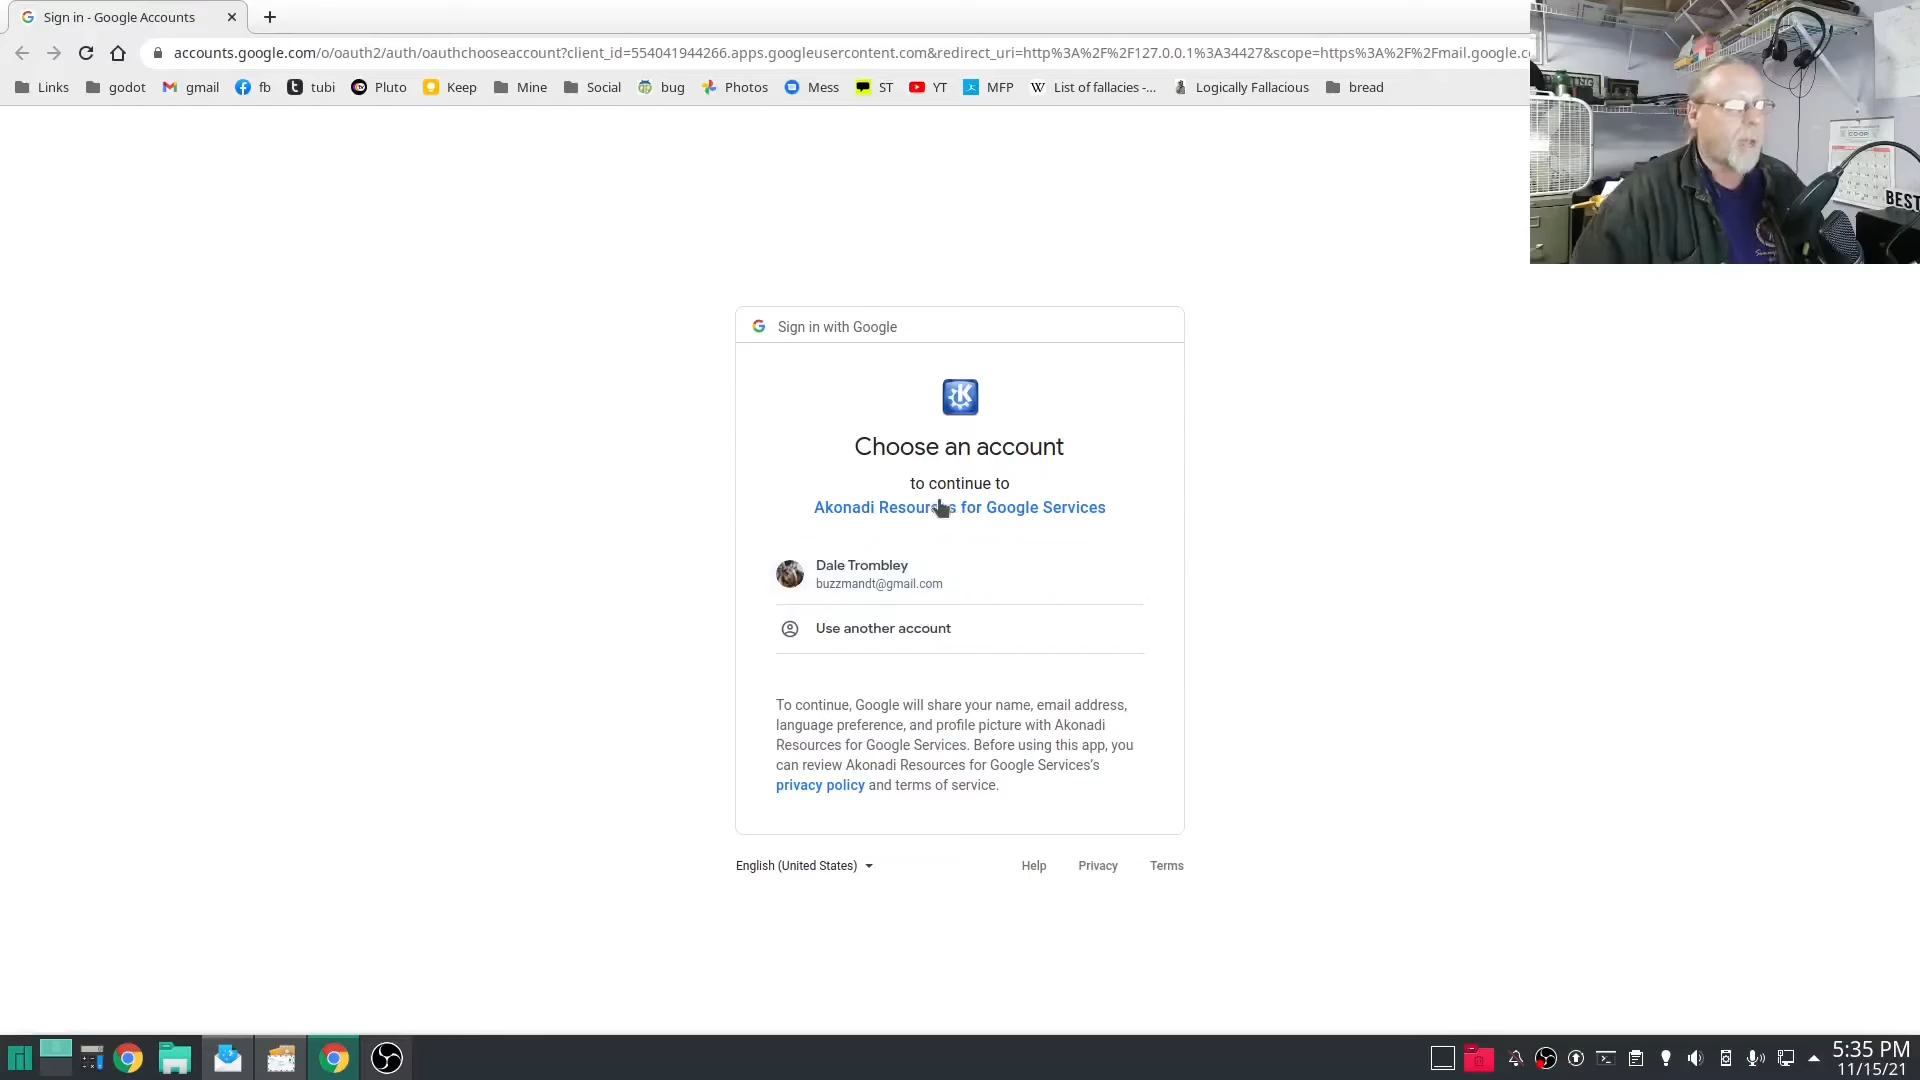 Sign in - Google Accounts
accounts.google.com/o/oauth2/auth/oauthchooseaccount?client_id=554041944266.apps.googleusercontent.com&redirect_uri=http%3A%2F%2F127.0.0.1%3A34427&scope=https%3A%2F%2Fmail.google.c
Links godot gmail fb tubi Pluto Keep Mine Social bug Photos Mess ST YT MFP List of fallacies -... Logically Fallacious bread
CO-OP
BEST
Sign in with Google
Choose an account
to continue to
Akonadi Resources for Google Services
Dale Trombley
buzzmandt@gmail.com
Use another account
To continue, Google will share your name, email address,
language preference, and profile picture with Akonadi
Resources for Google Services. Before using this app, you
can review Akonadi Resources for Google Services's
privacy policy and terms of service.
English (United States) Help Privacy Terms
5:35 PM
11/15/21